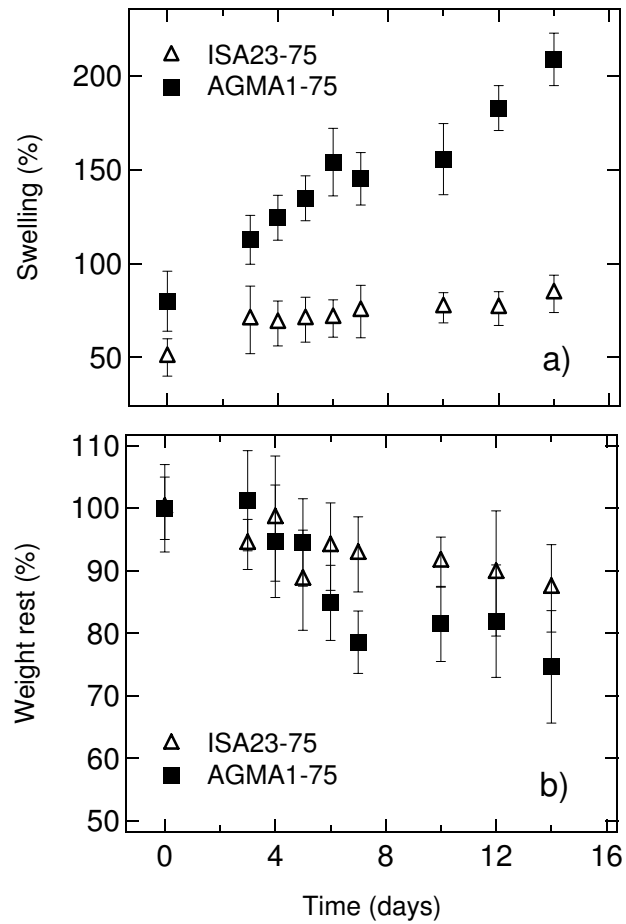 ISA23-75
AGMA1-75
200
150
100
50
Swelling (%)
a)
110
100
90
80
70
60
50
Weight rest (%)
ISA23-75
AGMA1-75
b)
0 4 8 12 16
Time (days)